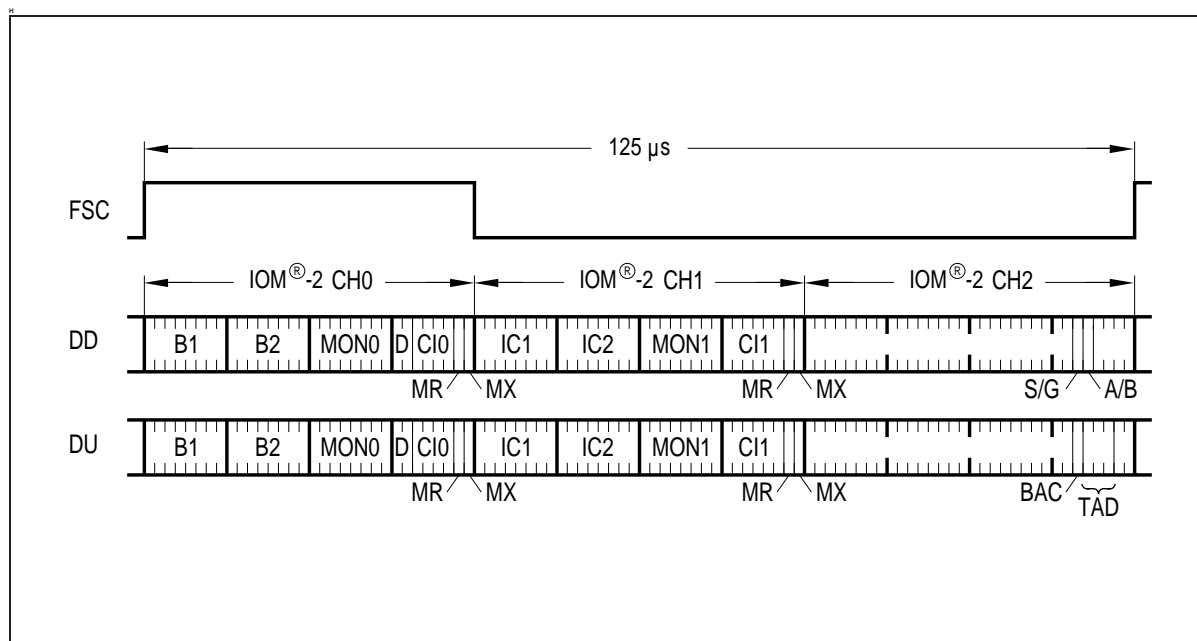 H
125 µs
FSC
IOM®-2 CH0 IOM®-2 CH1 IOM®-2 CH2
DD B1 B2 MON0 D CI0 IC1 IC2 MON1 CI1
MR MX MR MX S/G A/B
DU B1 B2 MON0 D CI0 IC1 IC2 MON1 CI1
MR MX MR MX BAC TAD